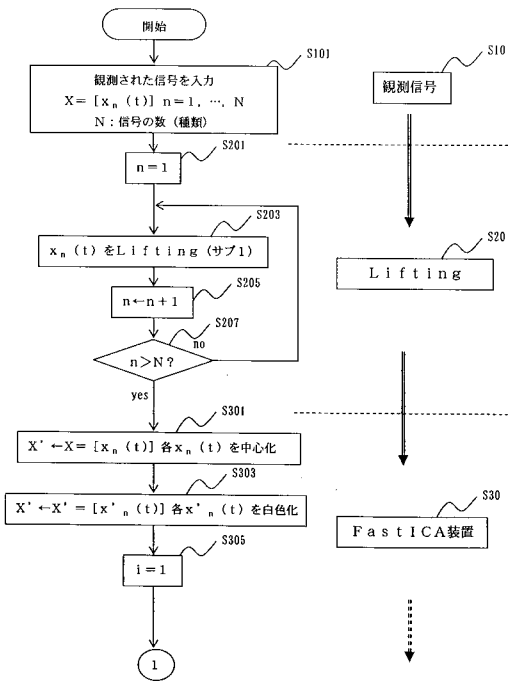 開始
S101
観測された信号を入力
X=[xₙ(t)] n=1,…,N
N:信号の数(種類)
S10
観測信号
S201
n=1
S203
xₙ(t)をLifting(サブ1)
S20
Lifting
S205
n←n+1
S207
n>N?
no
yes
S301
X'←X=[xₙ(t)]各xₙ(t)を中心化
S303
X'←X'=[x'ₙ(t)]各x'ₙ(t)を白色化
S30
FastICA装置
S305
i=1
1